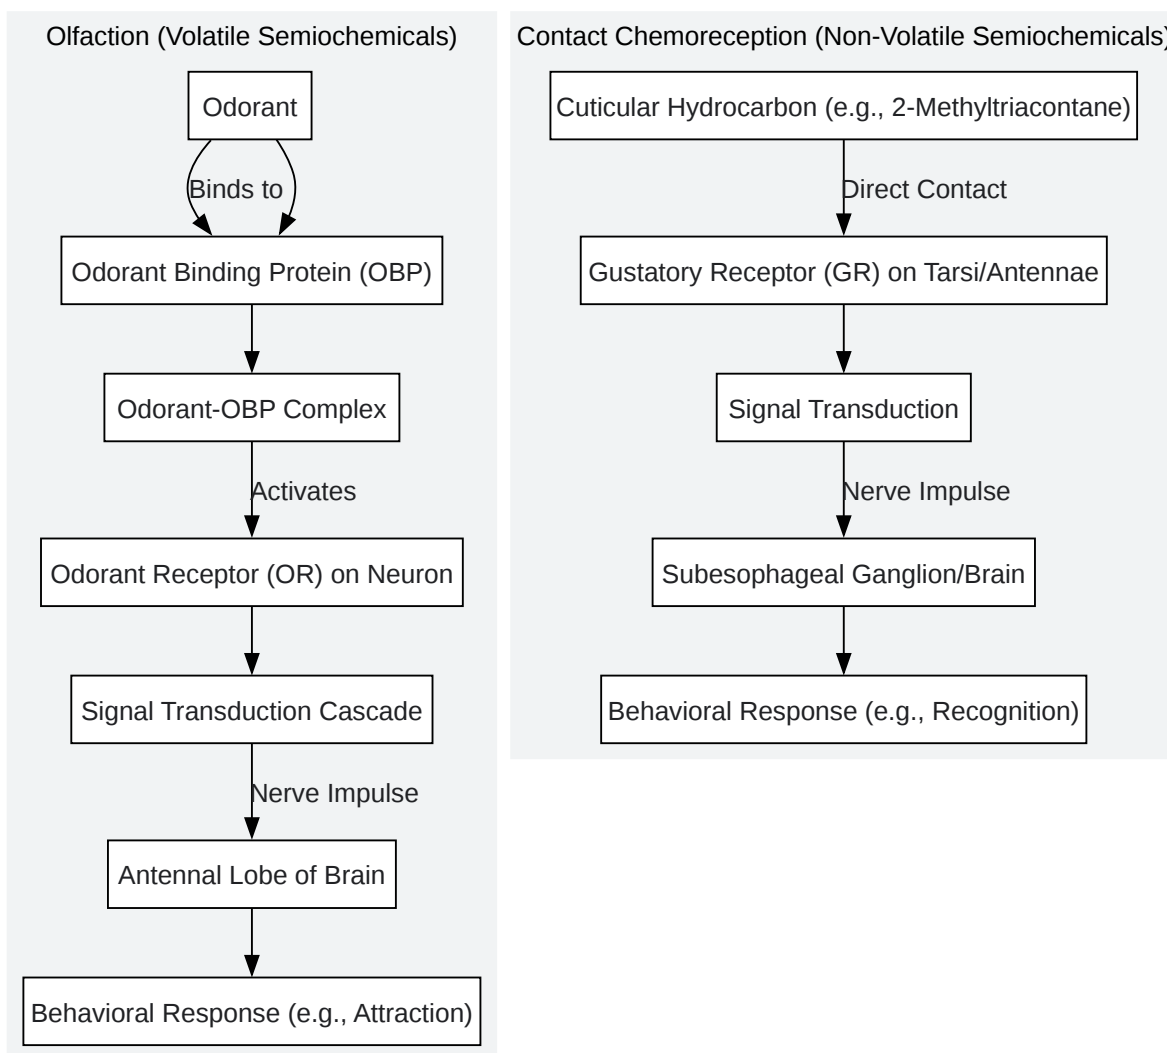 Olfaction (Volatile Semiochemicals)
Odorant
Binds to
Odorant Binding Protein (OBP)
Odorant-OBP Complex
Activates
Odorant Receptor (OR) on Neuron
Signal Transduction Cascade
Nerve Impulse
Antennal Lobe of Brain
Behavioral Response (e.g., Attraction)
Contact Chemoreception (Non-Volatile Semiochemicals)
Cuticular Hydrocarbon (e.g., 2-Methyltriacontane)
Direct Contact
Gustatory Receptor (GR) on Tarsi/Antennae
Signal Transduction
Nerve Impulse
Subesophageal Ganglion/Brain
Behavioral Response (e.g., Recognition)